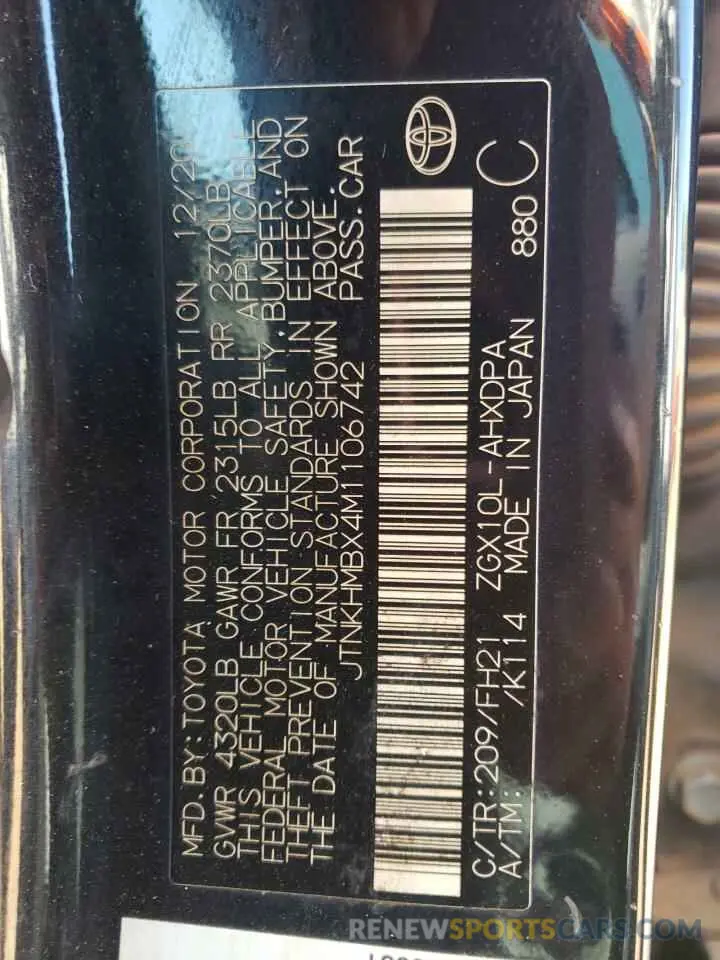 MFD. BY: TOYOTA MOTOR CORPORATION 12/20
GVWR 4320LB GAWR FR 2315LB RR 2370LB
THIS VEHICLE CONFORMS TO ALL APPLICABLE
FEDERAL MOTOR VEHICLE SAFETY, BUMPER, AND
THEFT PREVENTION STANDARDS IN EFFECT ON
THE DATE OF MANUFACTURE SHOWN ABOVE.
JTNKHMBX4M1106742 PASS. CAR
C/TR: 209/FH21 ZGX10L-AHXDPA 880 C
A/TM: /K114 MADE IN JAPAN
RENEWSPORTSCARS.COM